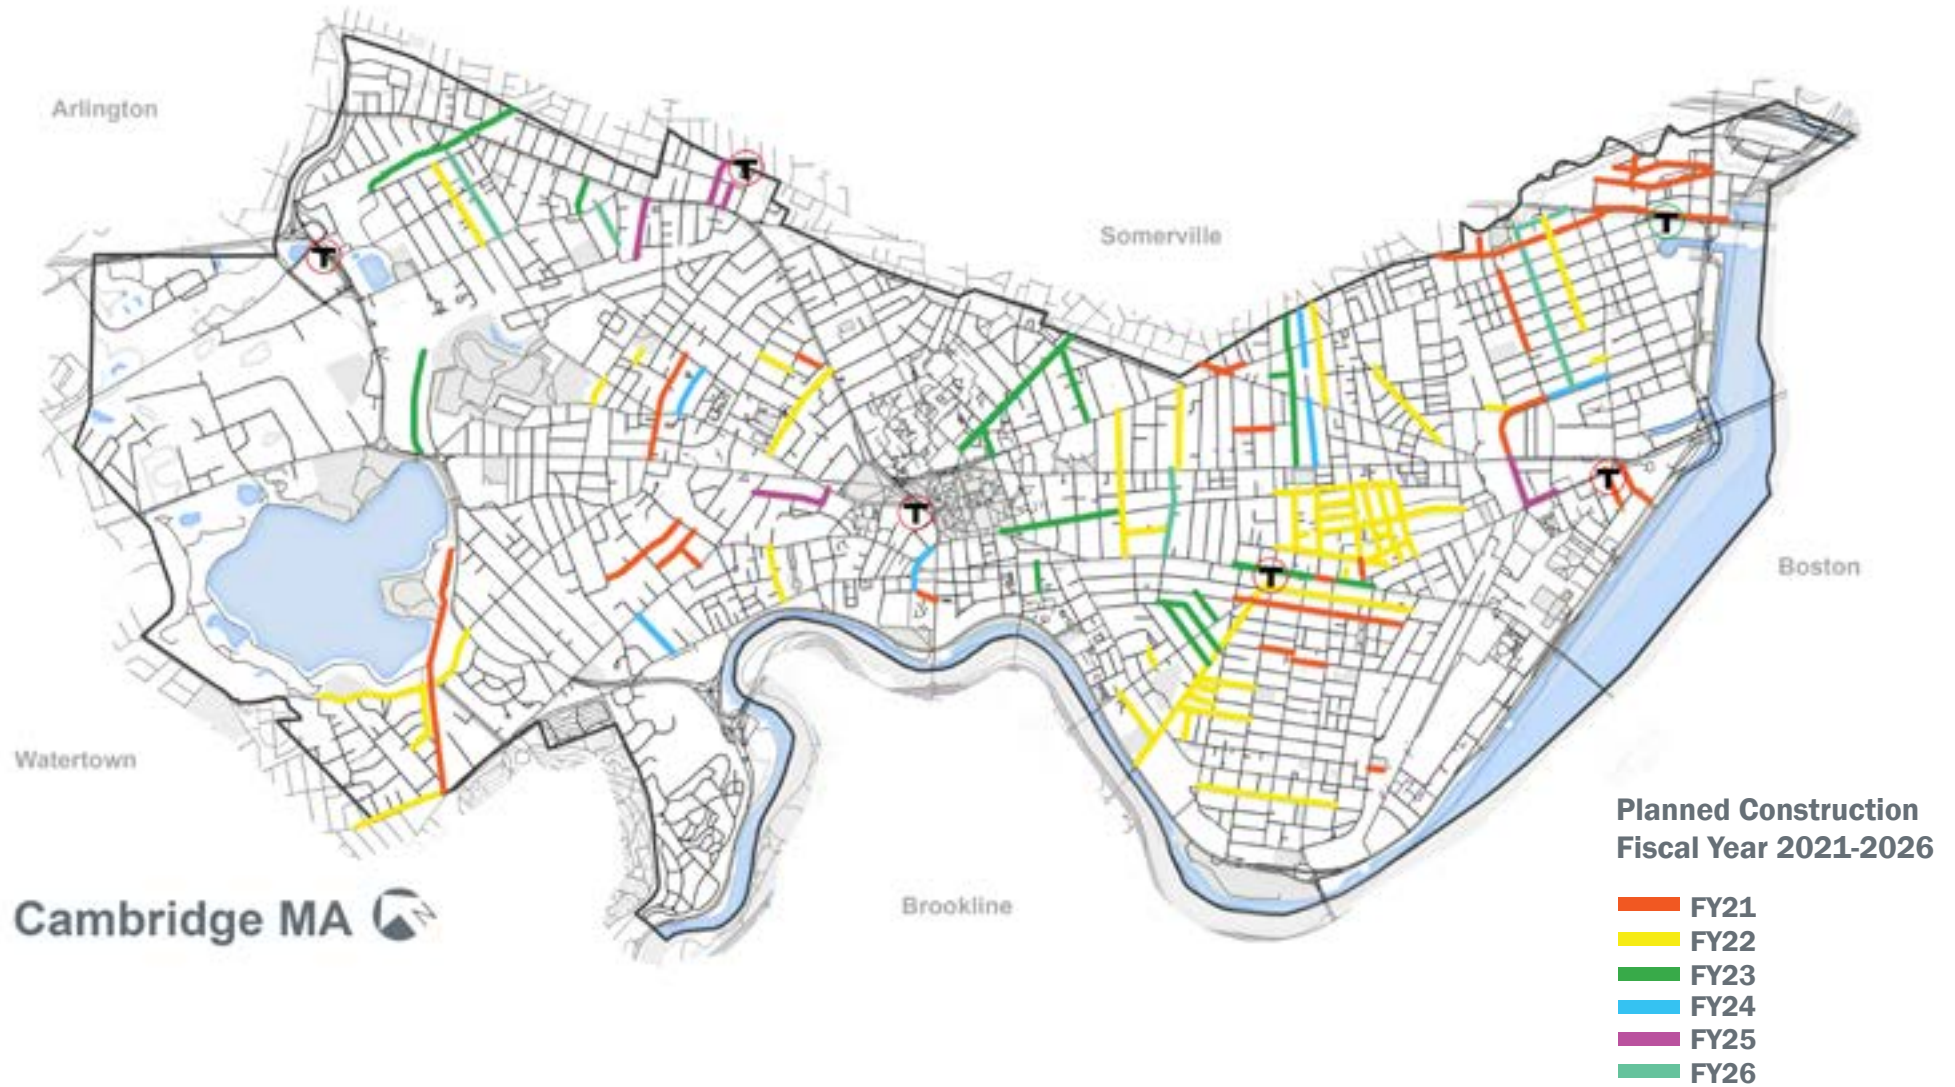 Arlington
Somerville
Boston
Watertown
Brookline
Cambridge MA
N
T
T
T
T
T
T
Planned Construction
Fiscal Year 2021-2026
FY21
FY22
FY23
FY24
FY25
FY26